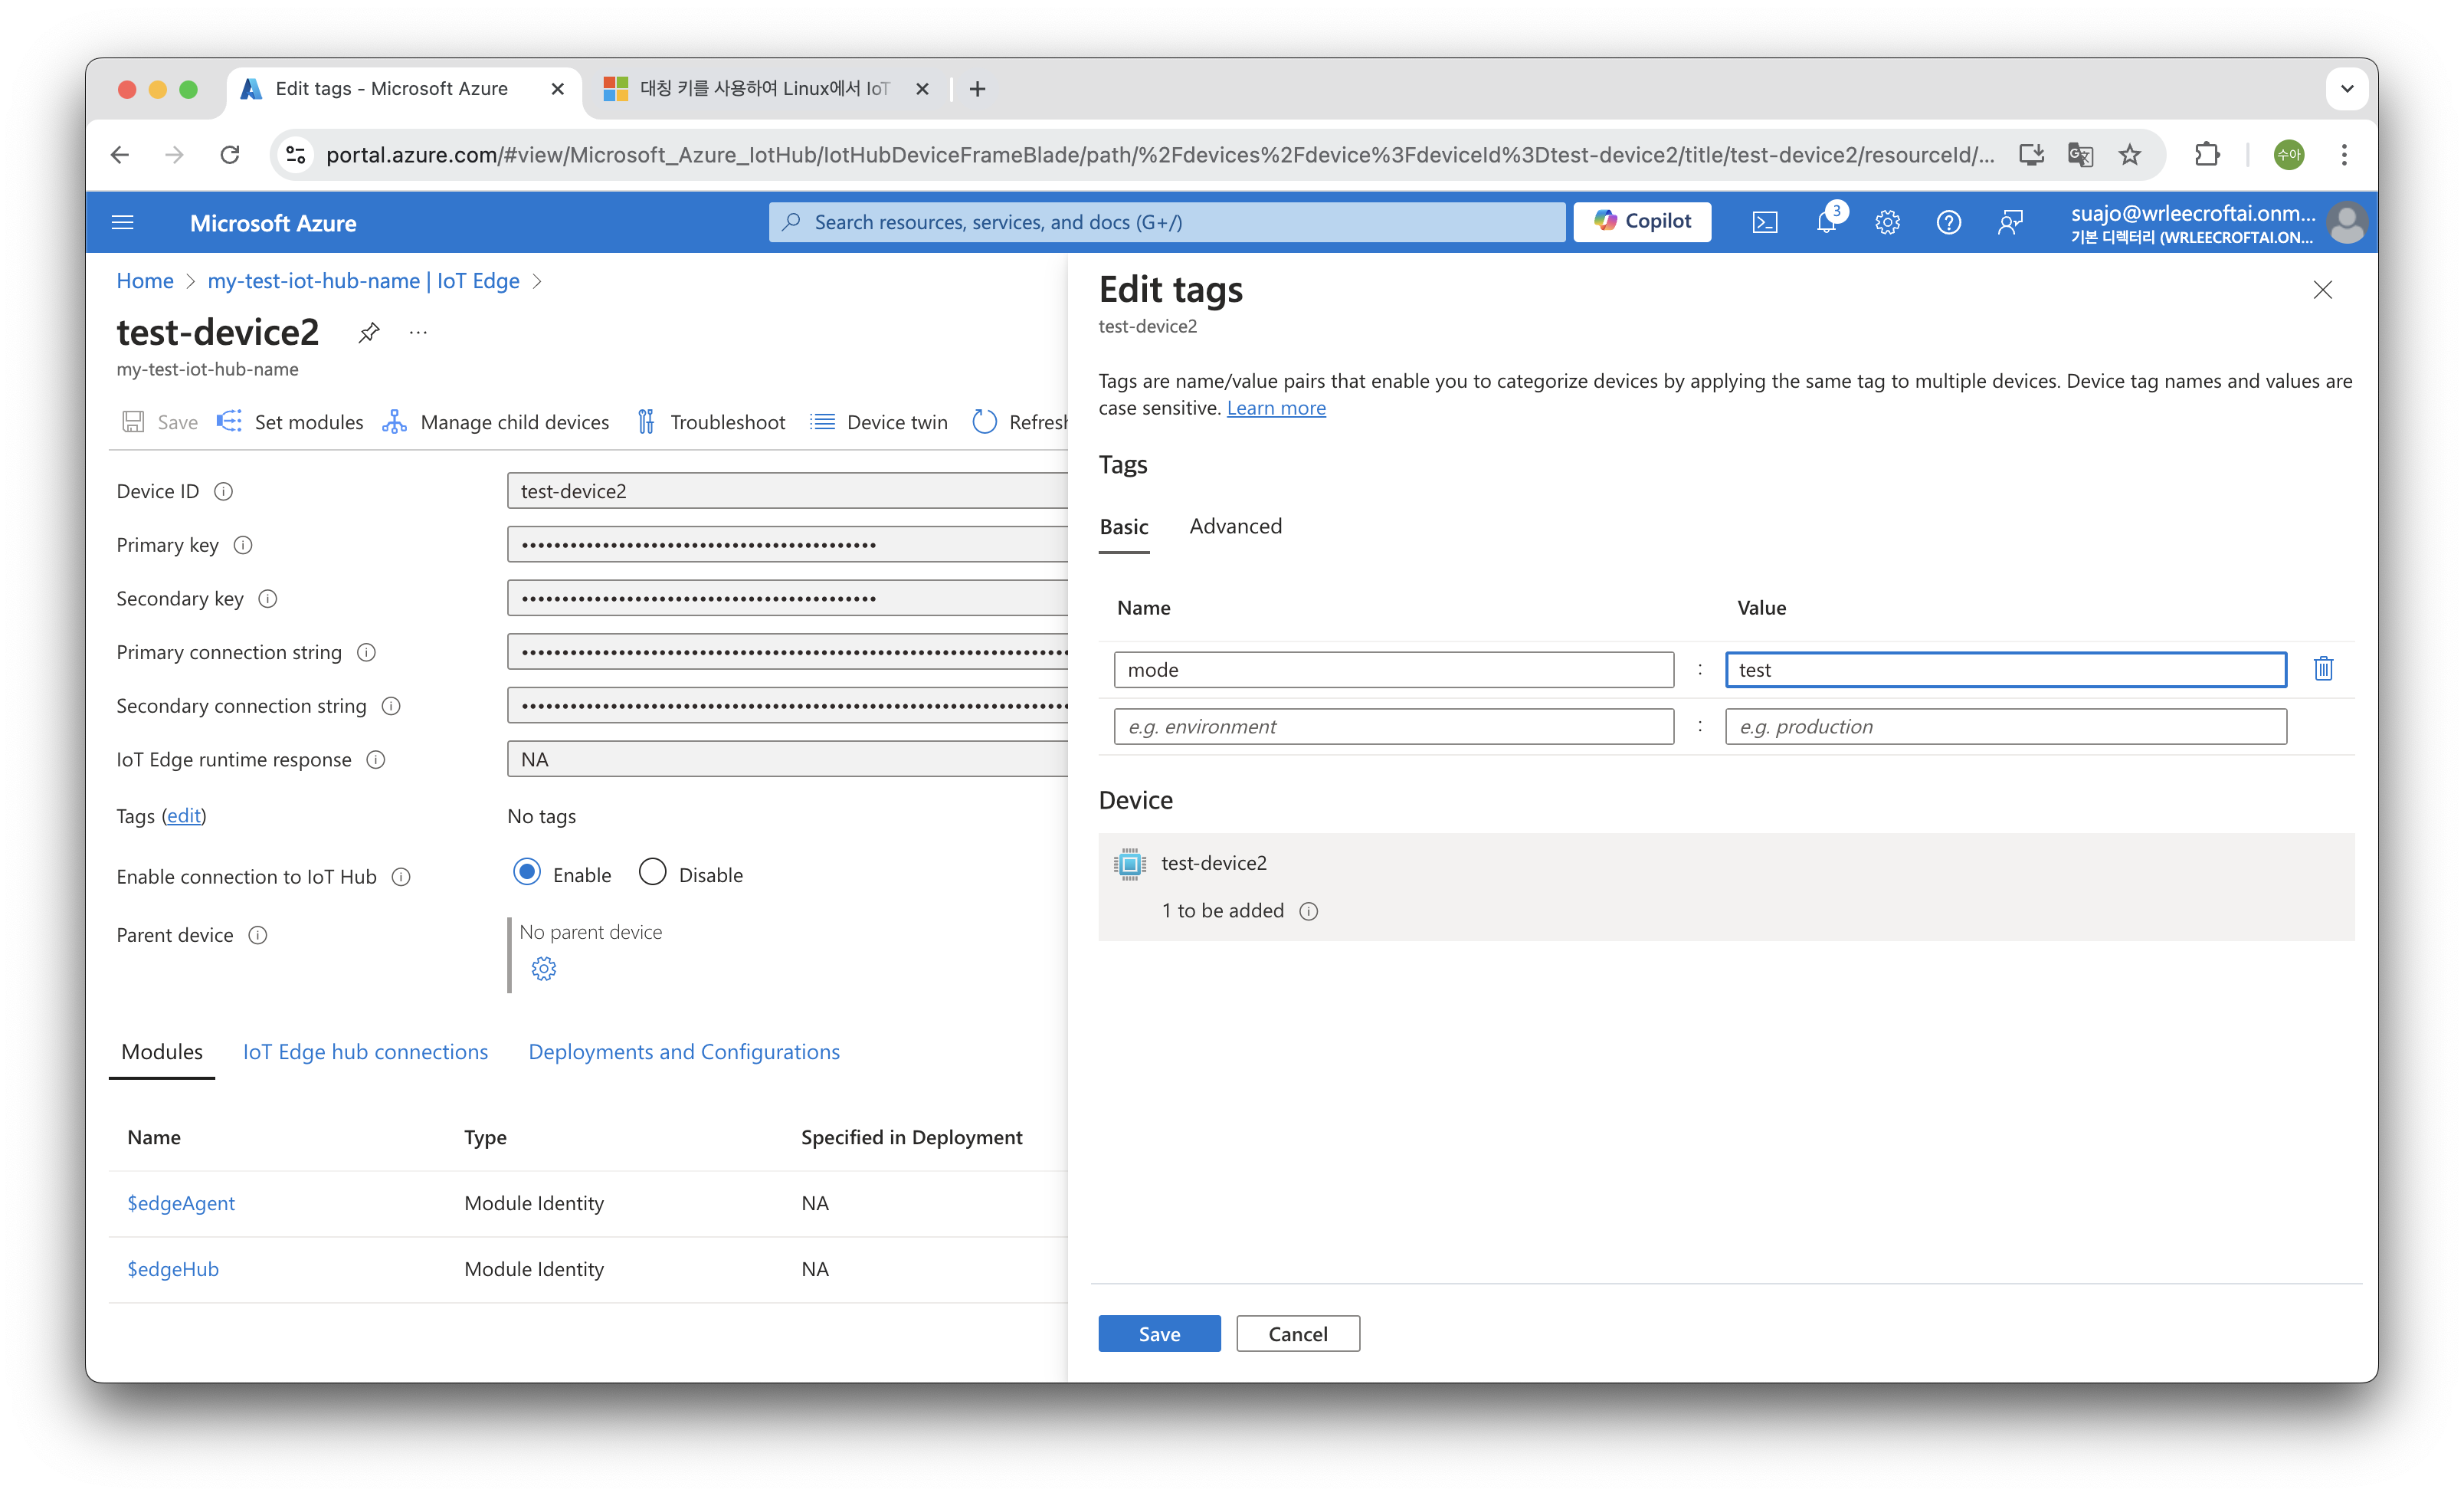 Edit tags - Microsoft Azure
대칭 키를 사용하여 Linux에서 IoT
portal.azure.com/#view/Microsoft_Azure_IotHub/IotHubDeviceFrameBlade/path/%2Fdevices%2Fdevice%3FdeviceId%3Dtest-device2/title/test-device2/resourceId/...
수아
Microsoft Azure
Search resources, services, and docs (G+/)
Copilot
3
suajo@wrleecroftai.onm...
기본 디렉터리 (WRLEECROFTAI.ON...
Home > my-test-iot-hub-name | IoT Edge >
test-device2
...
my-test-iot-hub-name
Save
Set modules
Manage child devices
Troubleshoot
Device twin
Refresh
Device ID
test-device2
Primary key
Secondary key
Primary connection string
Secondary connection string
IoT Edge runtime response
NA
Tags (edit)
No tags
Enable connection to IoT Hub
Enable
Disable
Parent device
No parent device
Modules
IoT Edge hub connections
Deployments and Configurations
Name Type Specified in Deployment
$edgeAgent Module Identity NA
$edgeHub Module Identity NA
Edit tags
test-device2
Tags are name/value pairs that enable you to categorize devices by applying the same tag to multiple devices. Device tag names and values are
case sensitive. Learn more
Tags
Basic
Advanced
Name Value
mode : test
e.g. environment : e.g. production
Device
test-device2
1 to be added
Save
Cancel